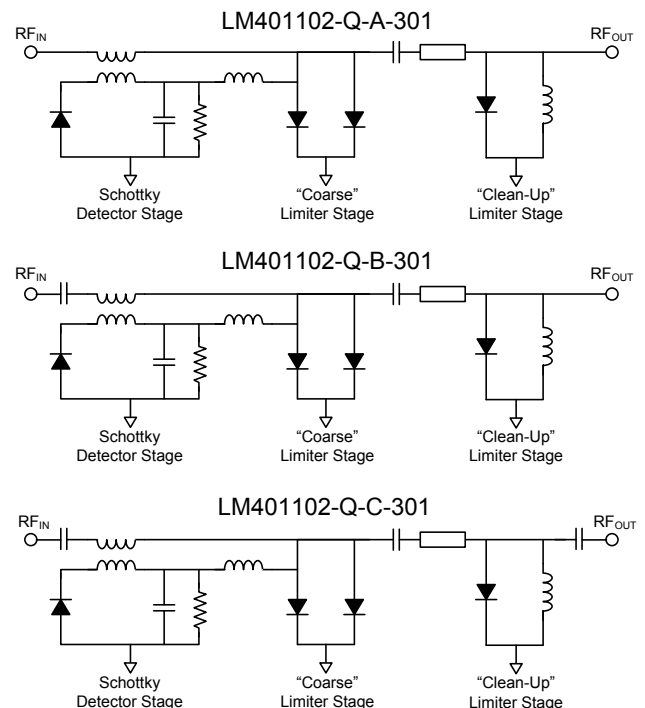 LM401102-Q-A-301
RFIN
RFOUT
Schottky
Detector Stage
“Coarse”
Limiter Stage
“Clean-Up”
Limiter Stage
LM401102-Q-B-301
RFIN
RFOUT
Schottky
Detector Stage
“Coarse”
Limiter Stage
“Clean-Up”
Limiter Stage
LM401102-Q-C-301
RFIN
RFOUT
Schottky
Detector Stage
“Coarse”
Limiter Stage
“Clean-Up”
Limiter Stage